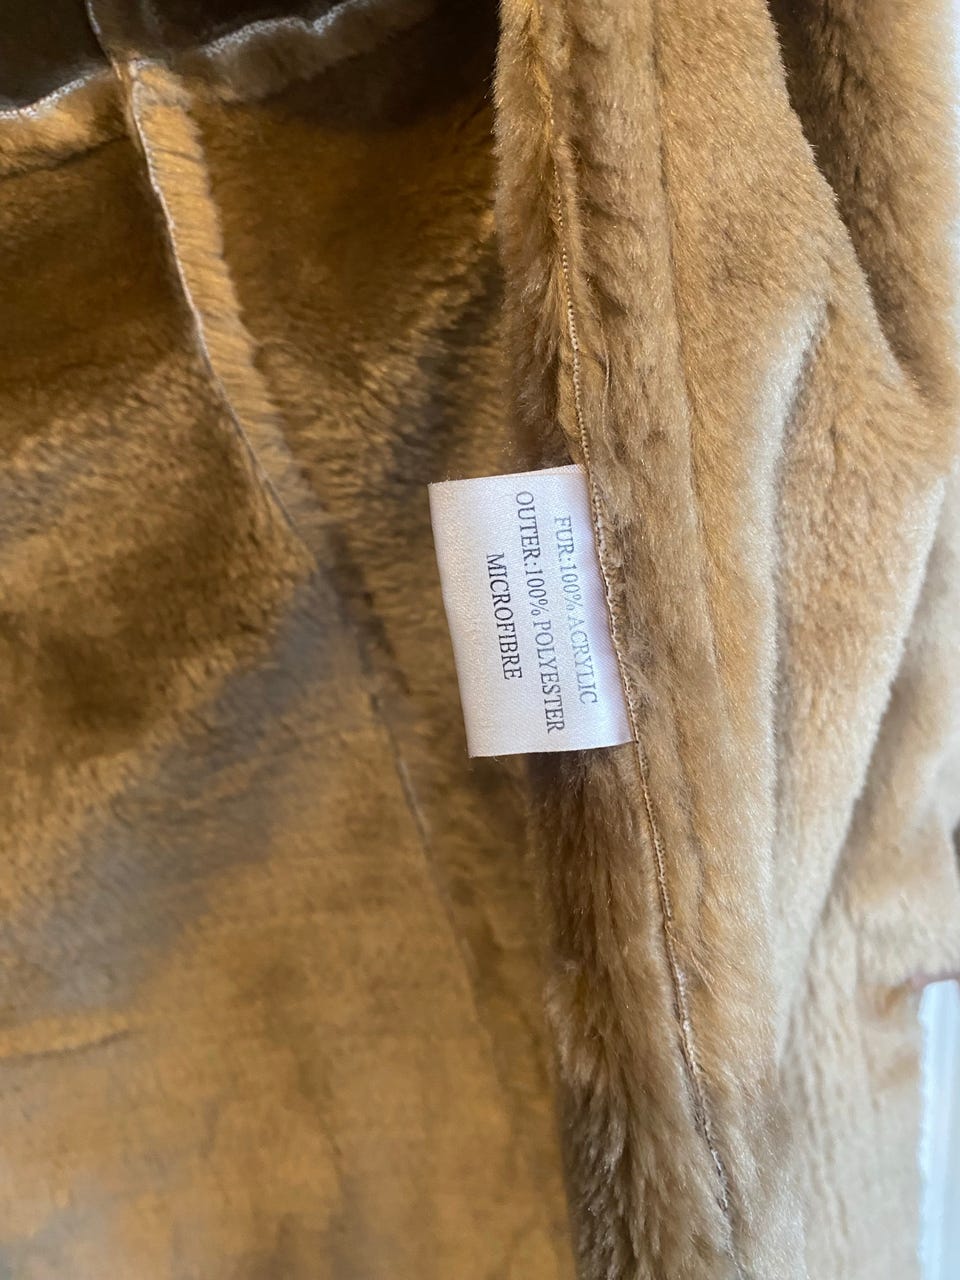 FUR:100% ACRYLIC
OUTER:100% POLYESTER
MICROFIBRE